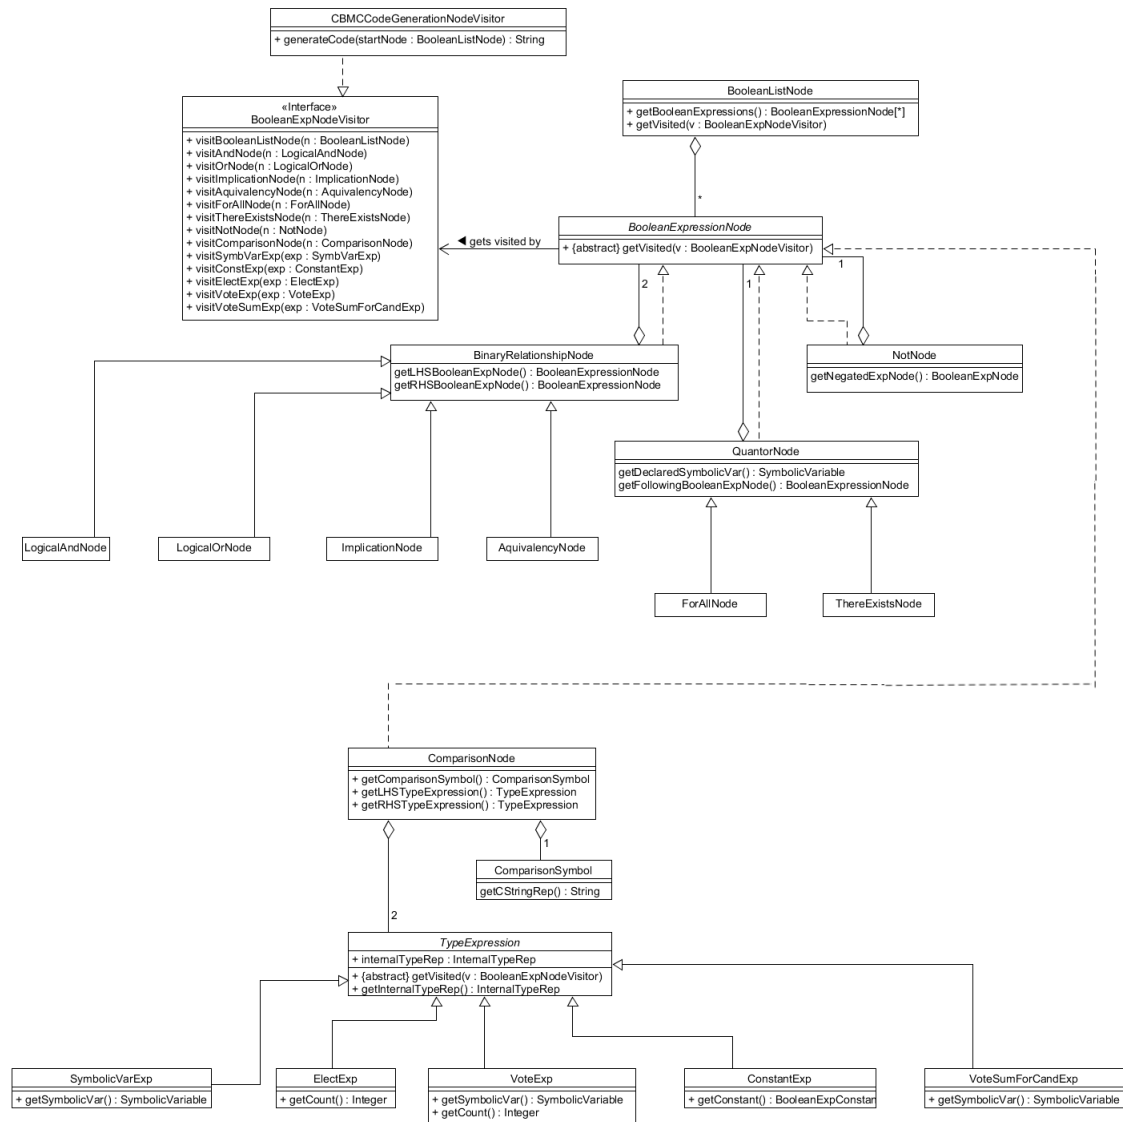 CBMCCodeGenerationNodeVisitor
+ generateCode(startNode : BooleanListNode) : String
«Interface»
BooleanExpNodeVisitor
+ visitBooleanListNode(n : BooleanListNode)
+ visitAndNode(n : LogicalAndNode)
+ visitOrNode(n : LogicalOrNode)
+ visitImplicationNode(n : ImplicationNode)
+ visitAquivalencyNode(n : AquivalencyNode)
+ visitForAllNode(n : ForAllNode)
+ visitThereExistsNode(n : ThereExistsNode)
+ visitNotNode(n : NotNode)
+ visitComparisonNode(n : ComparisonNode)
+ visitSymbVarExp(exp : SymbVarExp)
+ visitConstExp(exp : ConstantExp)
+ visitElectExp(exp : ElectExp)
+ visitVoteExp(exp : VoteExp)
+ visitVoteSumExp(exp : VoteSumForCandExp)
BooleanListNode
+ getBooleanExpressions() : BooleanExpressionNode[*]
+ getVisited(v : BooleanExpNodeVisitor)
*
◀ gets visited by
BooleanExpressionNode
+ {abstract} getVisited(v : BooleanExpNodeVisitor)
2
1
1
BinaryRelationshipNode
getLHSBooleanExpNode() : BooleanExpressionNode
getRHSBooleanExpNode() : BooleanExpressionNode
NotNode
getNegatedExpNode() : BooleanExpNode
QuantorNode
getDeclaredSymbolicVar() : SymbolicVariable
getFollowingBooleanExpNode() : BooleanExpressionNode
LogicalAndNode
LogicalOrNode
ImplicationNode
AquivalencyNode
ForAllNode
ThereExistsNode
ComparisonNode
+ getComparisonSymbol() : ComparisonSymbol
+ getLHSTypeExpression() : TypeExpression
+ getRHSTypeExpression() : TypeExpression
1
ComparisonSymbol
getCStringRep() : String
2
TypeExpression
+ internalTypeRep : InternalTypeRep
+ {abstract} getVisited(v : BooleanExpNodeVisitor)
+ getInternalTypeRep() : InternalTypeRep
SymbolicVarExp
+ getSymbolicVar() : SymbolicVariable
ElectExp
+ getCount() : Integer
VoteExp
+ getSymbolicVar() : SymbolicVariable
+ getCount() : Integer
ConstantExp
+ getConstant() : BooleanExpConstan
VoteSumForCandExp
+ getSymbolicVar() : SymbolicVariable